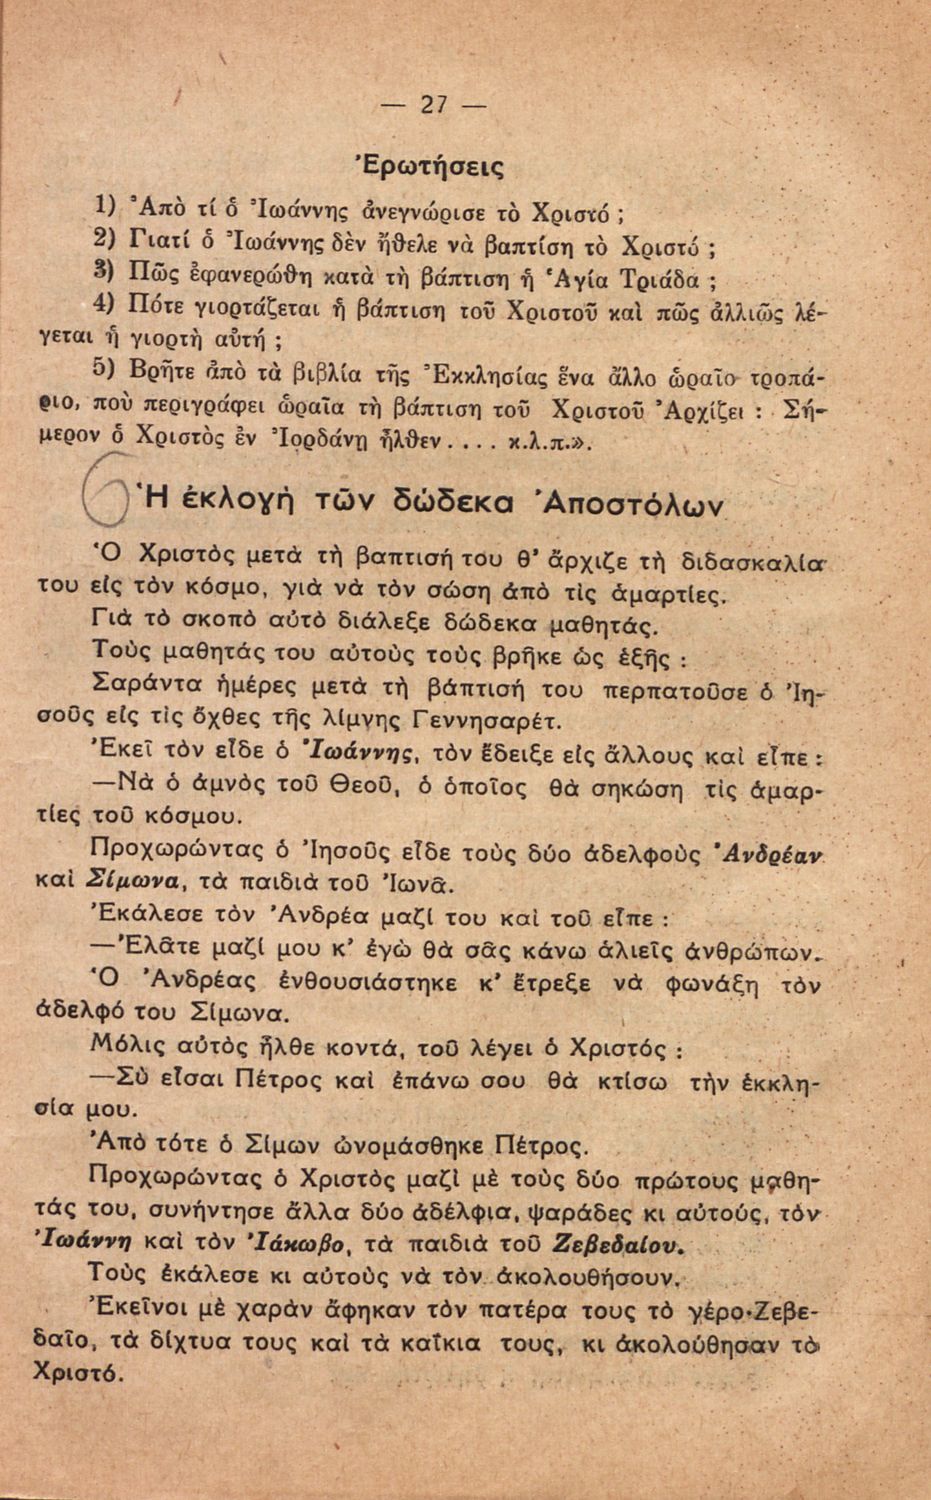 — 27 —
Ἐρωτήσεις
1) Ἀπὸ τί ὁ Ἰωάννης ἀνεγνώρισε τὸ Χριστό ;
2) Γιατί ὁ Ἰωάννης δὲν ἤθελε νὰ βαπτίση τὸ Χριστό ;
3) Πῶς ἐφανερώθη κατὰ τὴ βάπτιση ἡ Ἁγία Τριάδα ;
4) Πότε γιορτάζεται ἡ βάπτιση τοῦ Χριστοῦ καὶ πῶς ἀλλιῶς λέ-
γεται ἡ γιορτὴ αὐτή ;
5) Βρῆτε ἀπὸ τὰ βιβλία τῆς Ἐκκλησίας ἕνα ἄλλο ὡραῖο τροπά-
ριο, ποὺ περιγράφει ὡραῖα τὴ βάπτιση τοῦ Χριστοῦ Ἀρχίζει : Σή-
μερον ὁ Χριστὸς ἐν Ἰορδάνῃ ἦλθεν.... κ.λ.π.».
6 Ἡ ἐκλογὴ τῶν δώδεκα Ἀποστόλων
Ὁ Χριστὸς μετὰ τὴ βαπτισή του θ' ἄρχιζε τὴ διδασκαλία
του εἰς τὸν κόσμο, γιὰ νὰ τὸν σώση ἀπὸ τὶς ἁμαρτίες.
Γιὰ τὸ σκοπὸ αὐτὸ διάλεξε δώδεκα μαθητάς.
Τοὺς μαθητάς του αὐτοὺς τοὺς βρῆκε ὡς ἑξῆς :
Σαράντα ἡμέρες μετὰ τὴ βάπτισή του περπατοῦσε ὁ Ἰη-
σοῦς εἰς τὶς ὄχθες τῆς λίμνης Γεννησαρέτ.
Ἐκεῖ τὸν εἶδε ὁ Ἰωάννης, τὸν ἔδειξε εἰς ἄλλους καὶ εἶπε :
—Νὰ ὁ ἀμνὸς τοῦ Θεοῦ, ὁ ὁποῖος θὰ σηκώση τὶς ἁμαρ-
τίες τοῦ κόσμου.
Προχωρώντας ὁ Ἰησοῦς εἶδε τοὺς δύο ἀδελφοὺς Ἀνδρέαν
καὶ Σίμωνα, τὰ παιδιὰ τοῦ Ἰωνᾶ.
Ἐκάλεσε τὸν Ἀνδρέα μαζί του καὶ τοῦ εἶπε :
—Ἐλᾶτε μαζί μου κ' ἐγὼ θὰ σᾶς κάνω ἁλιεῖς ἀνθρώπων.
Ὁ Ἀνδρέας ἐνθουσιάστηκε κ' ἔτρεξε νὰ φωνάξη τὸν
ἀδελφό του Σίμωνα.
Μόλις αὐτὸς ἦλθε κοντά, τοῦ λέγει ὁ Χριστός :
—Σὺ εἶσαι Πέτρος καὶ ἐπάνω σου θὰ κτίσω τὴν ἐκκλη-
σία μου.
Ἀπὸ τότε ὁ Σίμων ὠνομάσθηκε Πέτρος.
Προχωρώντας ὁ Χριστὸς μαζὶ μὲ τοὺς δύο πρώτους μαθη-
τάς του, συνήντησε ἄλλα δύο ἀδέλφια, ψαράδες κι αὐτούς, τὸν
Ἰωάννη καὶ τὸν Ἰάκωβο, τὰ παιδιὰ τοῦ Ζεβεδαίου.
Τοὺς ἐκάλεσε κι αὐτοὺς νὰ τὸν ἀκολουθήσουν.
Ἐκεῖνοι μὲ χαρὰν ἄφηκαν τὸν πατέρα τους τὸ γέρο-Ζεβε-
δαῖο, τὰ δίχτυα τους καὶ τὰ καΐκια τους, κι ἀκολούθησαν τὸ
Χριστό.